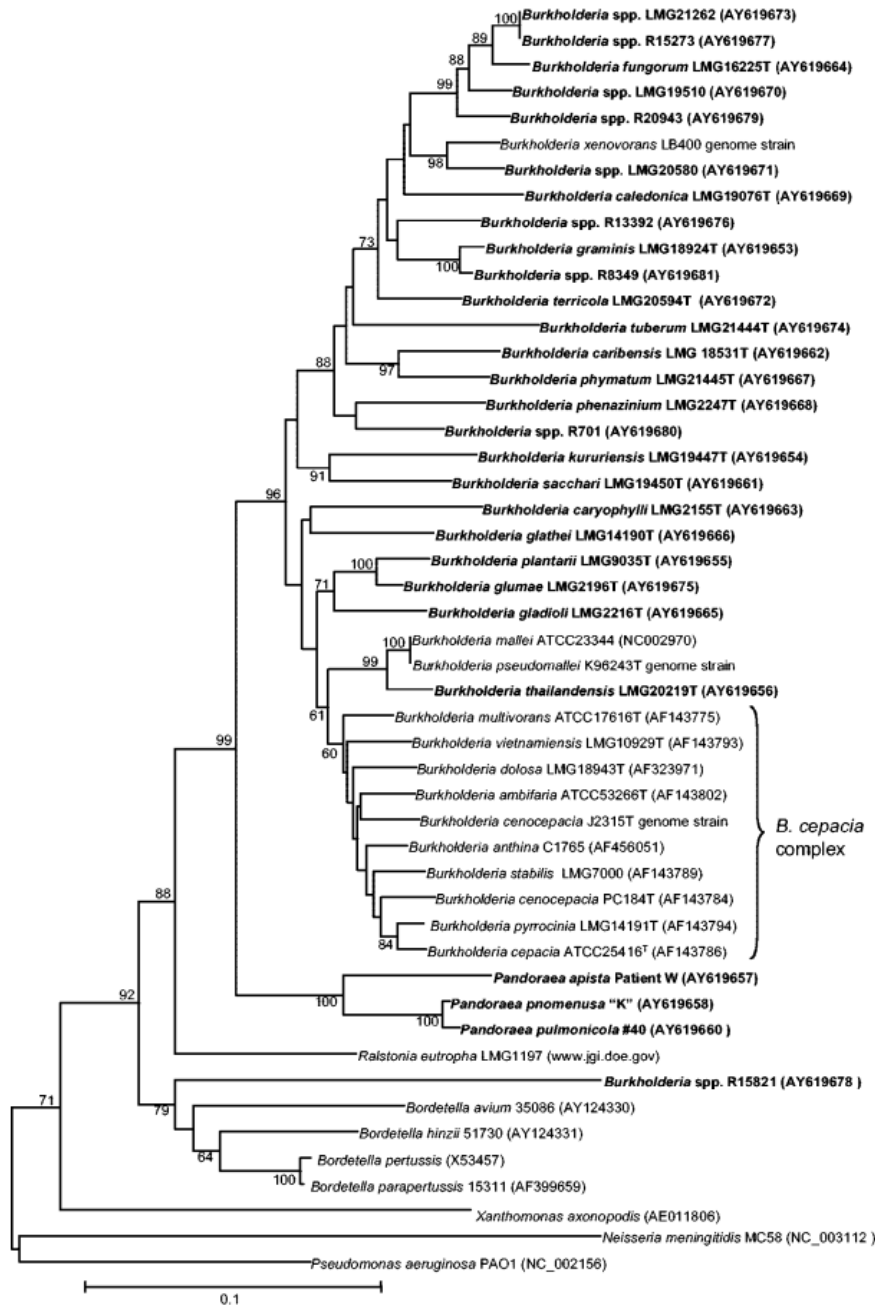 100
Burkholderia spp. LMG21262 (AY619673)
Burkholderia spp. R15273 (AY619677)
89
Burkholderia fungorum LMG16225T (AY619664)
88
Burkholderia spp. LMG19510 (AY619670)
99
Burkholderia spp. R20943 (AY619679)
Burkholderia xenovorans LB400 genome strain
98
Burkholderia spp. LMG20580 (AY619671)
Burkholderia caledonica LMG19076T (AY619669)
Burkholderia spp. R13392 (AY619676)
73
Burkholderia graminis LMG18924T (AY619653)
100
Burkholderia spp. R8349 (AY619681)
Burkholderia terricola LMG20594T (AY619672)
Burkholderia tuberum LMG21444T (AY619674)
88
Burkholderia caribensis LMG 18531T (AY619662)
97
Burkholderia phymatum LMG21445T (AY619667)
Burkholderia phenazinium LMG2247T (AY619668)
Burkholderia spp. R701 (AY619680)
Burkholderia kururiensis LMG19447T (AY619654)
91
Burkholderia sacchari LMG19450T (AY619661)
96
Burkholderia caryophylli LMG2155T (AY619663)
Burkholderia glathei LMG14190T (AY619666)
Burkholderia plantarii LMG9035T (AY619655)
100
Burkholderia glumae LMG2196T (AY619675)
71
Burkholderia gladioli LMG2216T (AY619665)
Burkholderia mallei ATCC23344 (NC002970)
100
Burkholderia pseudomallei K96243T genome strain
99
Burkholderia thailandensis LMG20219T (AY619656)
61
Burkholderia multivorans ATCC17616T (AF143775)
60
Burkholderia vietnamiensis LMG10929T (AF143793)
99
Burkholderia dolosa LMG18943T (AF323971)
Burkholderia ambifaria ATCC53266T (AF143802)
Burkholderia cenocepacia J2315T genome strain
B. cepacia
complex
Burkholderia anthina C1765 (AF456051)
Burkholderia stabilis LMG7000 (AF143789)
88
Burkholderia cenocepacia PC184T (AF143784)
Burkholderia pyrrocinia LMG14191T (AF143794)
84
Burkholderia cepacia ATCC25416T (AF143786)
Pandoraea apista Patient W (AY619657)
92
100
Pandoraea pnomenusa "K" (AY619658)
100
Pandoraea pulmonicola #40 (AY619660 )
Ralstonia eutropha LMG1197 (www.jgi.doe.gov)
Burkholderia spp. R15821 (AY619678 )
71
79
Bordetella avium 35086 (AY124330)
Bordetella hinzii 51730 (AY124331)
64
Bordetella pertussis (X53457)
100
Bordetella parapertussis 15311 (AF399659)
Xanthomonas axonopodis (AE011806)
Neisseria meningitidis MC58 (NC_003112 )
Pseudomonas aeruginosa PAO1 (NC_002156)
0.1